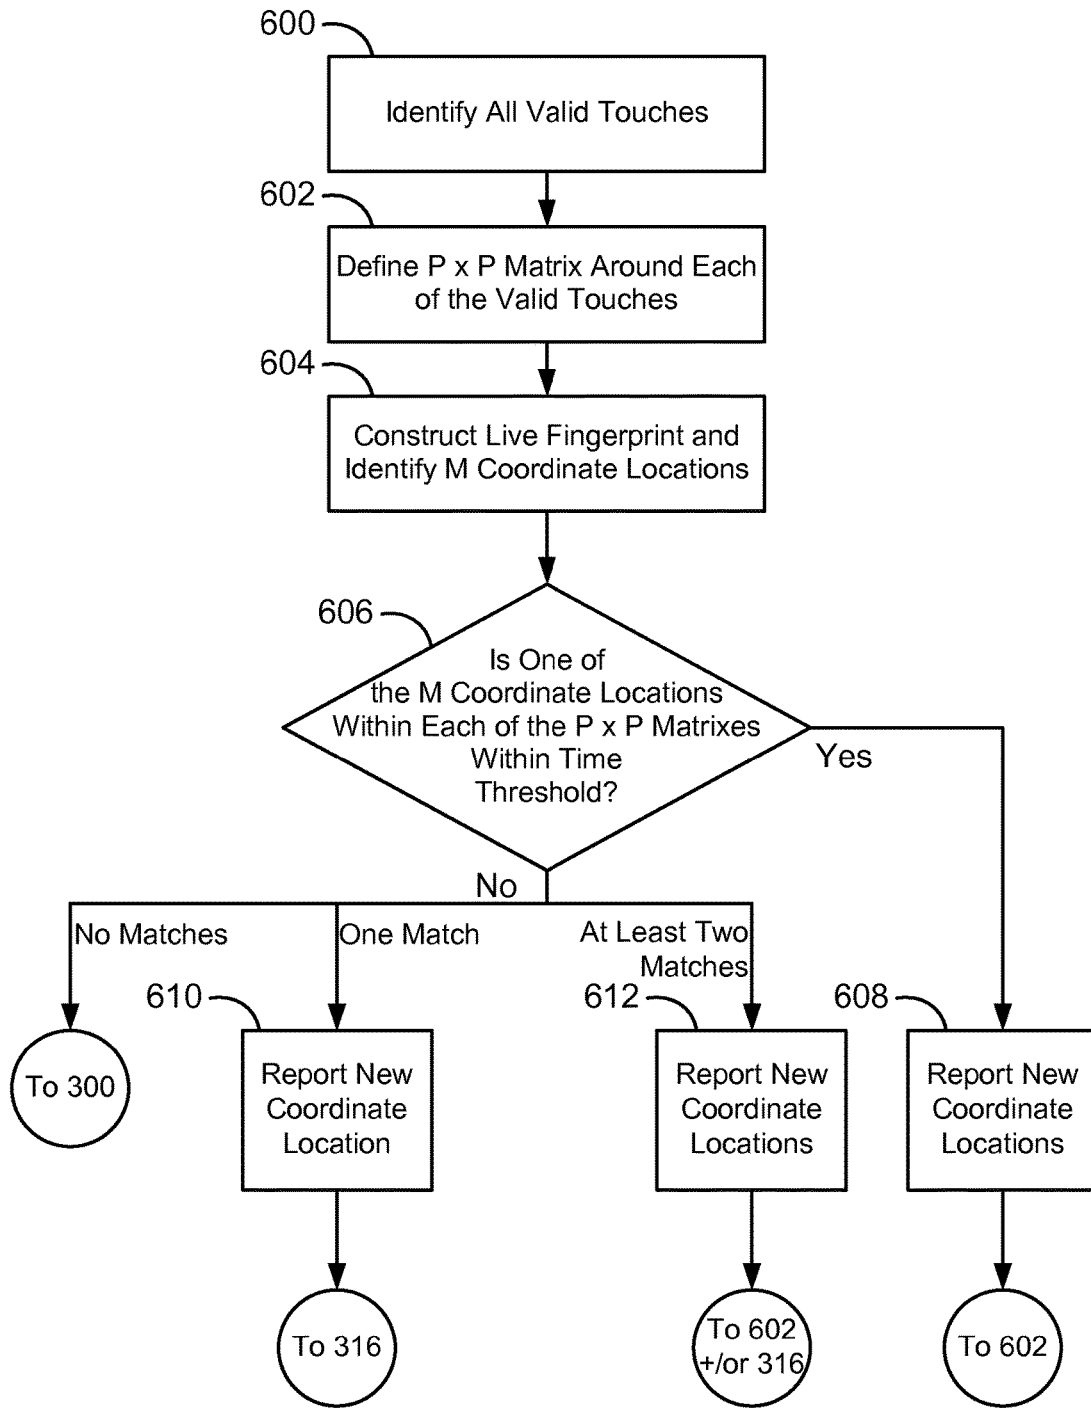 600
Identify All Valid Touches
602
Define P x P Matrix Around Each
of the Valid Touches
604
Construct Live Fingerprint and
Identify M Coordinate Locations
606
Is One of
the M Coordinate Locations
Within Each of the P x P Matrixes
Within Time
Threshold?
Yes
No
No Matches
One Match
At Least Two
Matches
610
612
608
To 300
Report New
Coordinate
Location
Report New
Coordinate
Locations
Report New
Coordinate
Locations
To 316
To 602
+/or 316
To 602